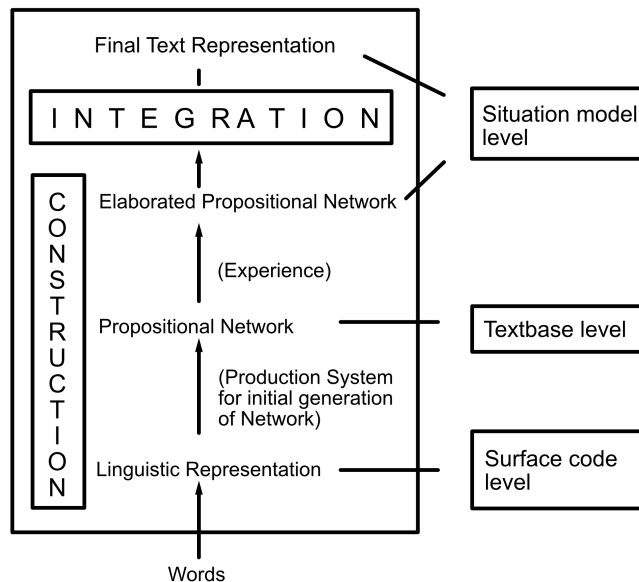 Final Text Representation
INTEGRATION
Situation model
level
CONSTRUCTION
Elaborated Propositional Network
(Experience)
Propositional Network
Textbase level
(Production System
for initial generation
of Network)
Linguistic Representation
Surface code
level
Words